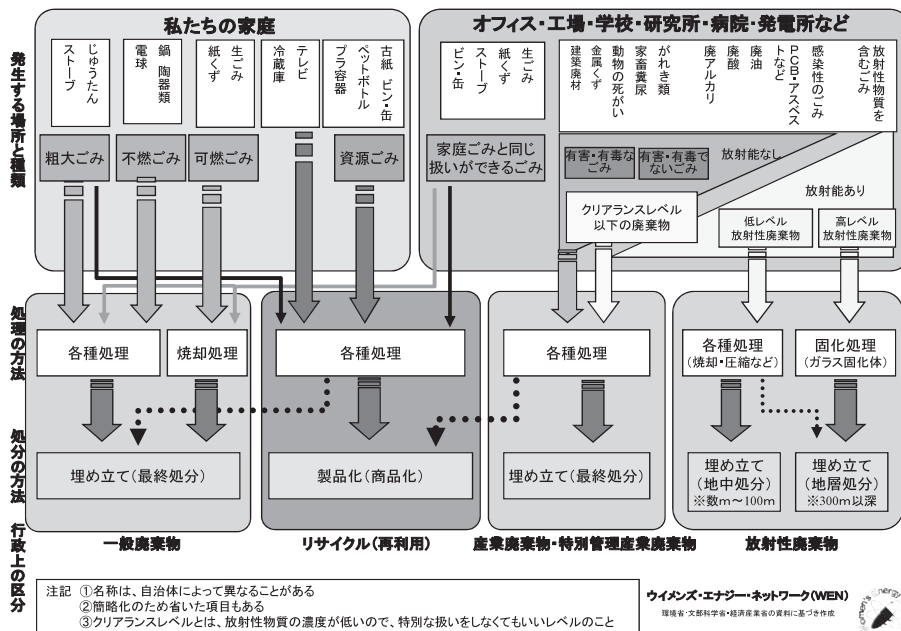 発生する場所と種類
私たちの家庭
じゅうたん
ストーブ
鍋 陶器類
電球
生ごみ
紙くず
テレビ
冷蔵庫
古紙 ビン・缶
ペットボトル
プラ容器
粗大ごみ
不燃ごみ
可燃ごみ
資源ごみ
オフィス・工場・学校・研究所・病院・発電所など
生ごみ
紙くず
ストーブ
ビン・缶
放射性物質を
含むごみ
感染性のごみ
PCB・アスベス
トなど
廃油
廃酸
廃アルカリ
がれき類
家畜糞尿
動物の死がい
金属くず
建築廃材
家庭ごみと同じ
扱いができるごみ
有害・有毒な
ごみ
有害・有毒で
ないごみ
放射能なし
放射能あり
クリアランスレベル
以下の廃棄物
低レベル
放射性廃棄物
高レベル
放射性廃棄物
処理の方法
各種処理
焼却処理
各種処理
各種処理
各種処理
(焼却・圧縮など)
固化処理
(ガラス固化体)
処分の方法
埋め立て(最終処分)
製品化(商品化)
埋め立て(最終処分)
埋め立て
(地中処分)
※数m~100m
埋め立て
(地層処分)
※300m以深
行政上の区分
一般廃棄物
リサイクル(再利用)
産業廃棄物・特別管理産業廃棄物
放射性廃棄物
注記 ①名称は、自治体によって異なることがある
②簡略化のため省いた項目もある
③クリアランスレベルとは、放射性物質の濃度が低いので、特別な扱いをしなくてもいいレベルのこと
ウイメンズ・エナジー・ネットワーク(WEN)
環境省・文部科学省・経済産業省の資料に基づき作成